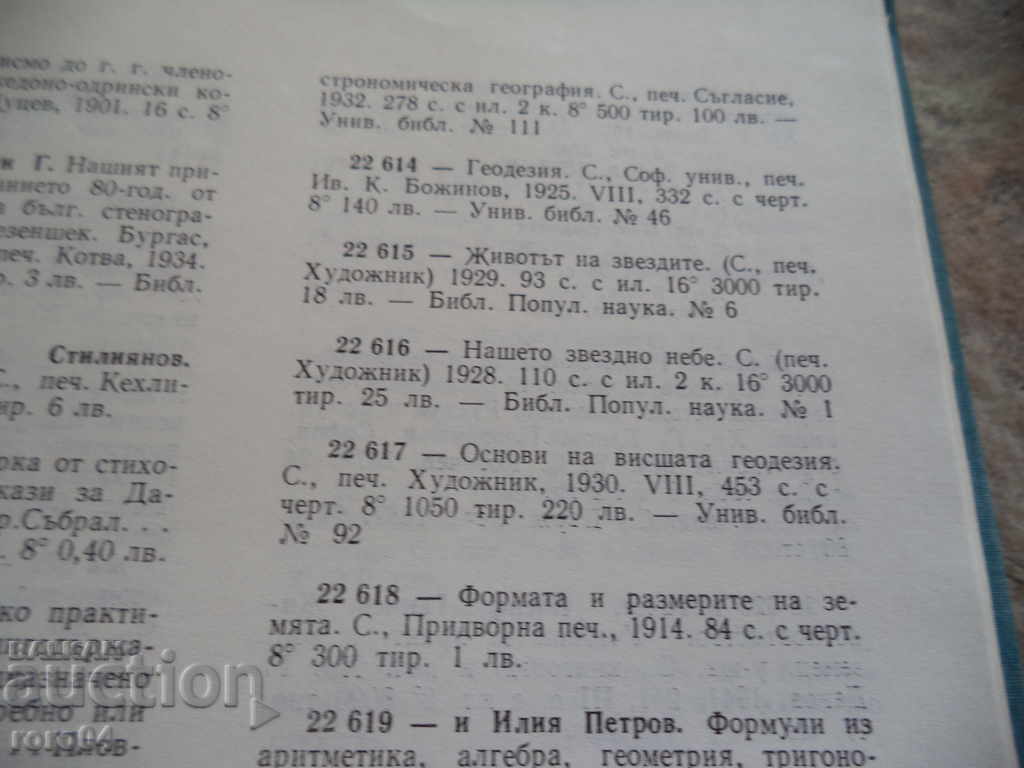 исмо до г. г. члено-
едоно-одрински ко-
уцев, 1901. 16 с. 8°
и Г. Нашият при-
анието 80-год. от
бълг. стеногра-
езеншек. Бургас,
печ. Котва, 1934.
р. 3 лв. — Библ.
Стилиянов.
С., печ. Кехли-
ир. 6 лв.
рка от стихо-
кази за Да-
р.Събрал. . .
8° 0,40 лв.
ко практи-
азначено
ребно или
строномическа география. С., печ. Съгласие,
1932. 278 с. с ил. 2 к. 8° 500 тир. 100 лв. —
Унив. библ. № 111
22 614 — Геодезия. С., Соф. унив., печ.
Ив. К. Божинов, 1925. VIII, 332 с. с черт.
8° 140 лв. — Унив. библ. № 46
22 615 — Животът на звездите. (С., печ.
Художник) 1929. 93 с. с ил. 16° 3000 тир.
18 лв. — Библ. Попул. наука. № 6
22 616 — Нашето звездно небе. С. (печ.
Художник) 1928. 110 с. с ил. 2 к. 16° 3000
тир. 25 лв. — Библ. Попул. наука. № 1
22 617 — Основи на висшата геодезия.
С., печ. Художник, 1930. VIII, 453 с. с
черт. 8° 1050 тир. 220 лв. — Унив. библ.
№ 92
22 618 — Формата и размерите на зе-
мята. С., Придворна печ., 1914. 84 с. с черт.
8° 300 тир. 1 лв.
22 619 — и Илия Петров. Формули из
аритметика, алгебра, геометрия, тригоно-
auction
roro94